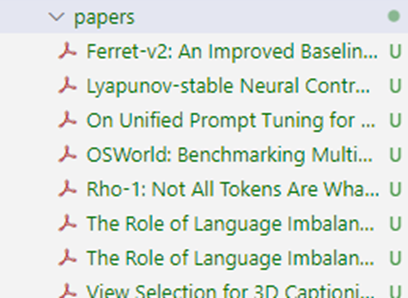 papers
Ferret-v2: An Improved Baselin... U
Lyapunov-stable Neural Contr... U
On Unified Prompt Tuning for ... U
OSWorld: Benchmarking Multi... U
Rho-1: Not All Tokens Are Wha... U
The Role of Language Imbalan... U
The Role of Language Imbalan... U
View Selection for 3D Captioni... U